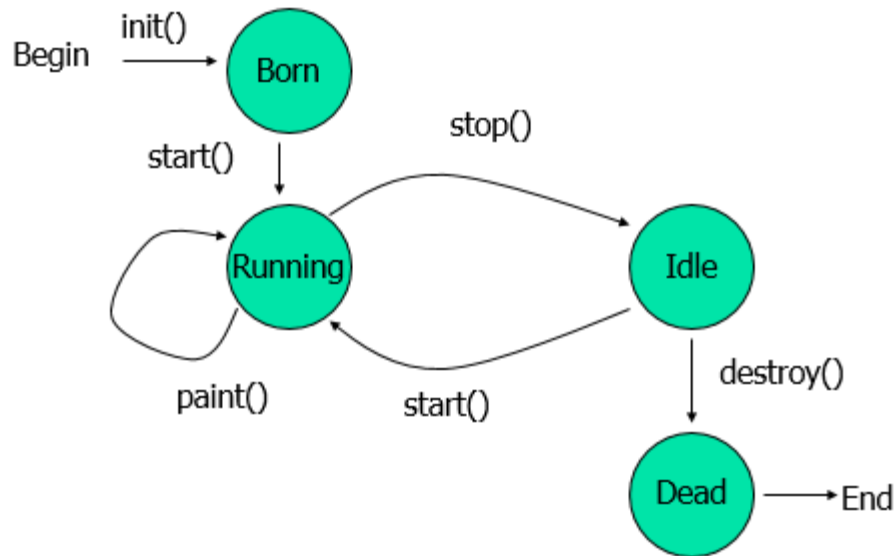 init()
Begin
Born
stop()
start()
Running
Idle
paint()
start()
destroy()
Dead
End